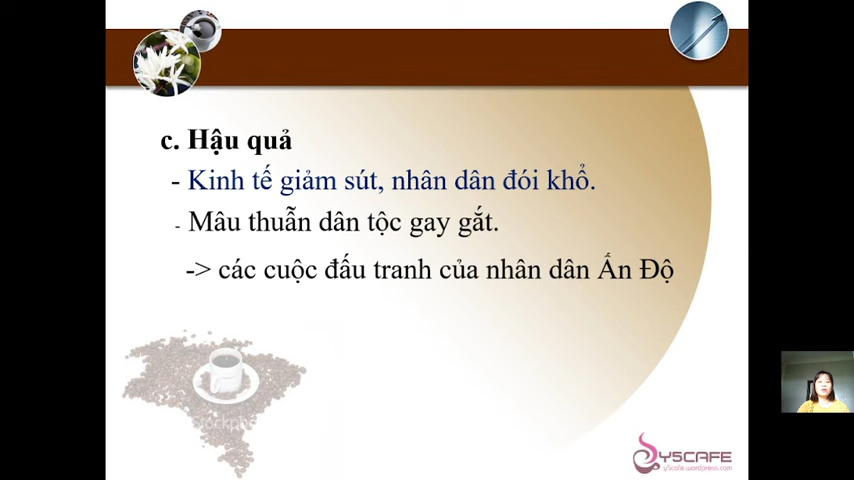 c. Hậu quả
- Kinh tế giảm sút, nhân dân đói khổ.
- Mâu thuẫn dân tộc gay gắt.
-> các cuộc đấu tranh của nhân dân Ấn Độ
Y5CAFE
y5cafe.wordpress.com